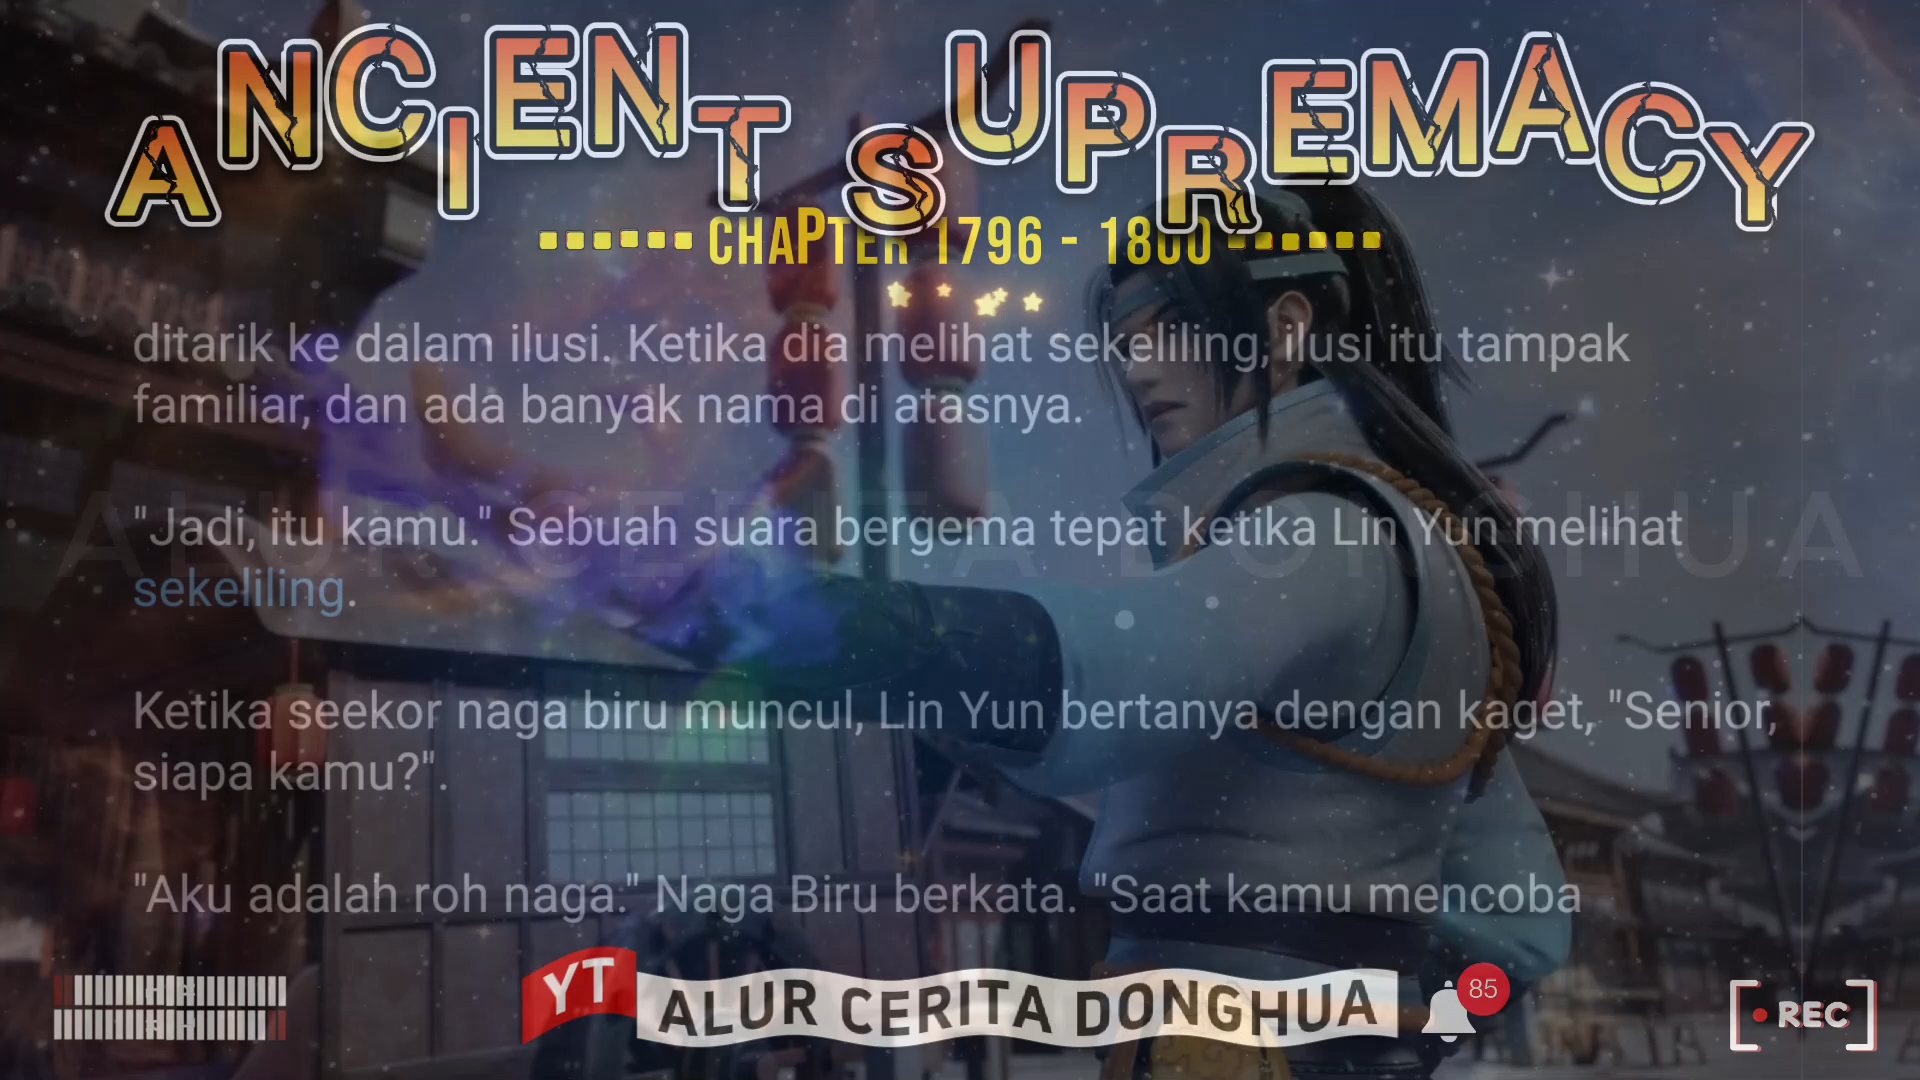 ANCIENT SUPREMACY
CHAPTER 1796 - 1800
ditarik ke dalam ilusi. Ketika dia melihat sekeliling, ilusi itu tampak
familiar, dan ada banyak nama di atasnya.
"Jadi, itu kamu." Sebuah suara bergema tepat ketika Lin Yun melihat
sekeliling.
ALUR CERITA DONGHUA
Ketika seekor naga biru muncul, Lin Yun bertanya dengan kaget, "Senior,
siapa kamu?".
"Aku adalah roh naga." Naga Biru berkata. "Saat kamu mencoba
YT ALUR CERITA DONGHUA 85
REC